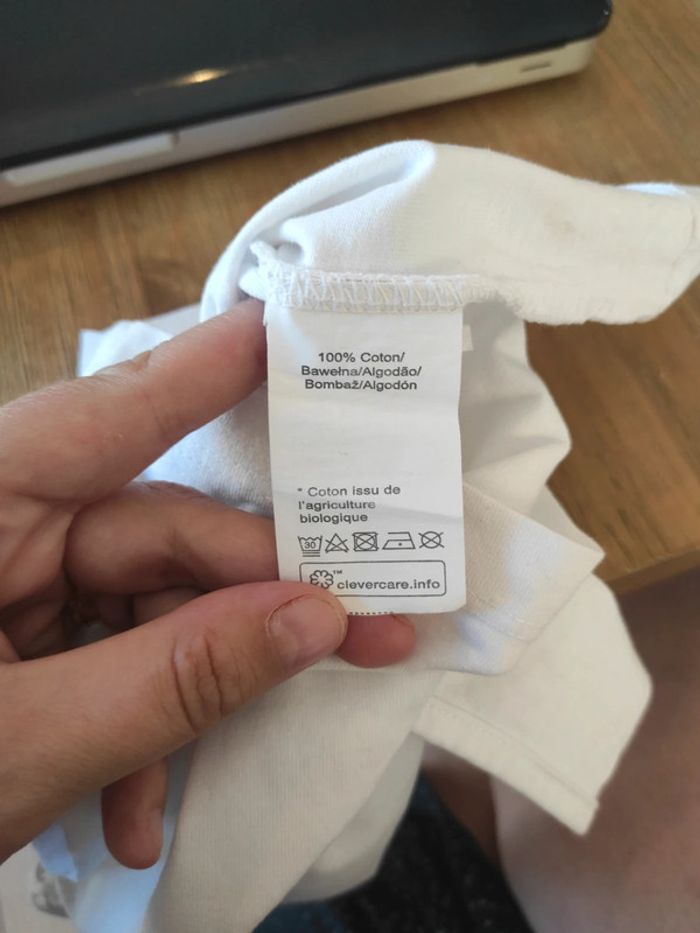 100% Coton/
Bawełna/Algodão/
Bombaž/Algodón
* Coton issu de
l'agriculture
biologique
30
™
clevercare.info